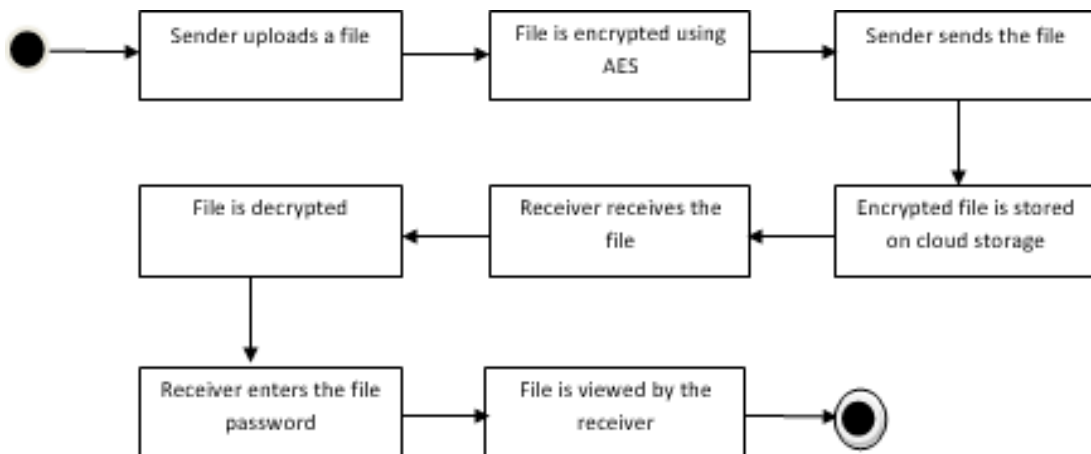 Sender uploads a file
File is encrypted using
AES
Sender sends the file
Encrypted file is stored
on cloud storage
Receiver receives the
file
File is decrypted
Receiver enters the file
password
File is viewed by the
receiver